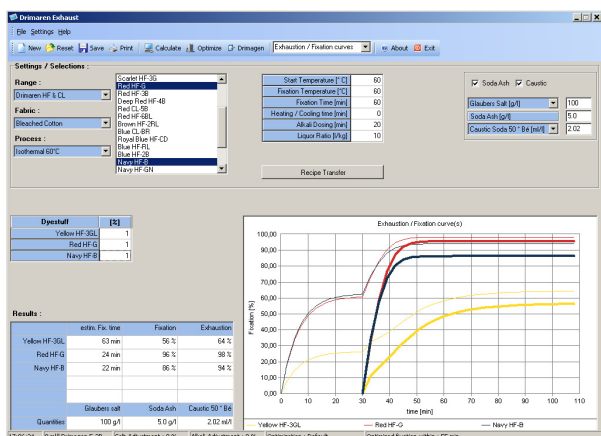 Drimaren Exhaust
File Settings Help
New Reset Save Print Calculate Optimize Drimagen Exhaustion / Fixation curves About Exit
Settings / Selections :
Range :
Drimaren HF & CL
Fabric :
Bleached Cotton
Process :
Isothermal 60°C
Scarlet HF-3G
Red HF-G
Red HF-3B
Deep Red HF-4B
Red CL-5B
Red HF-6BL
Brown HF-2RL
Blue CL-BR
Royal Blue HF-CD
Blue HF-RL
Blue HF-2B
Navy HF-B
Navy HF-GN
Start Temperature [° C] 60
Fixation Temperature [°C] 60
Fixation Time [min] 60
Heating / Cooling time [min] 0
Alkali Dosing [min] 20
Liquor Ratio [l/kg] 10
Recipe Transfer
Soda Ash Caustic
Glaubers Salt [g/l] 100
Soda Ash [g/l] 5.0
Caustic Soda 50 ° Bé [ml/l] 2.02
Dyestuff [%]
Yellow HF-3GL 1
Red HF-G 1
Navy HF-B 1
Results :
estim. Fix. time Fixation Exhaustion
Yellow HF-3GL 63 min 56 % 64 %
Red HF-G 24 min 96 % 98 %
Navy HF-B 22 min 86 % 94 %
Glaubers salt Soda Ash Caustic 50 ° Bé
Quantities 100 g/l 5.0 g/l 2.02 ml/l
Exhaustion / Fixation curve(s)
Fixation [%]
100,00
90,00
80,00
70,00
60,00
50,00
40,00
30,00
20,00
10,00
0,00
0 10 20 30 40 50 60 70 80 90 100 110
time [min]
Yellow HF-3GL Red HF-G Navy HF-B